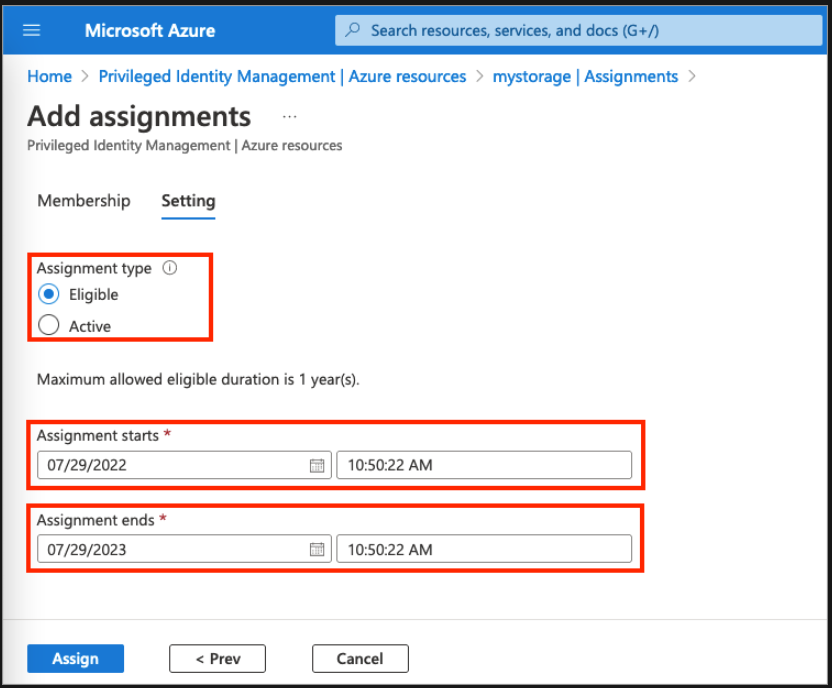 Microsoft Azure
Search resources, services, and docs (G+/)
Home > Privileged Identity Management | Azure resources > mystorage | Assignments >
Add assignments ...
Privileged Identity Management | Azure resources
Membership Setting
Assignment type
Eligible
Active
Maximum allowed eligible duration is 1 year(s).
Assignment starts *
07/29/2022 10:50:22 AM
Assignment ends *
07/29/2023 10:50:22 AM
Assign < Prev Cancel